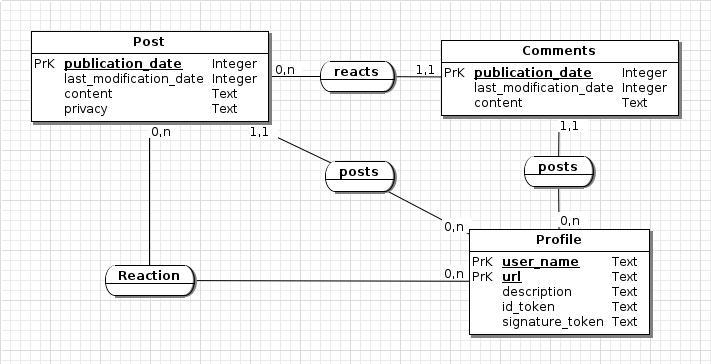 Post
PrK publication_date Integer
last_modification_date Integer
content Text
privacy Text
0,n reacts 1,1
Comments
PrK publication_date Integer
last_modification_date Integer
content Text
0,n
1,1
1,1
posts
posts
0,n
0,n
Reaction
0,n
Profile
PrK user_name Text
PrK url Text
description Text
id_token Text
signature_token Text